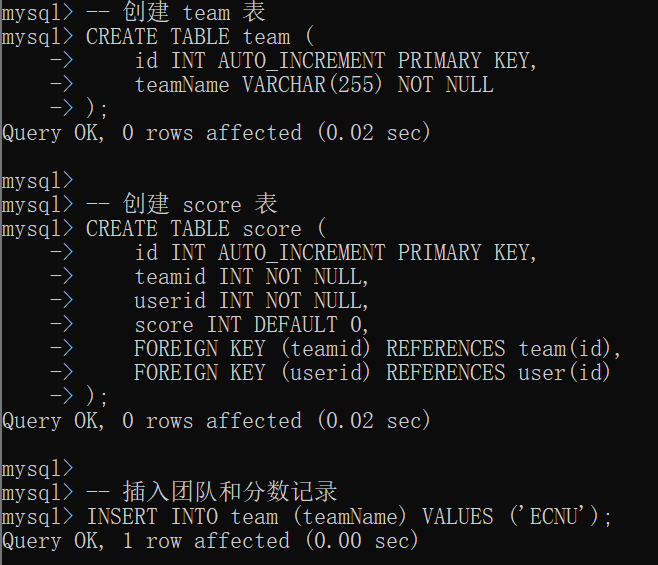 mysql> -- 创建 team 表
mysql> CREATE TABLE team (
    ->     id INT AUTO_INCREMENT PRIMARY KEY,
    ->     teamName VARCHAR(255) NOT NULL
    -> );
Query OK, 0 rows affected (0.02 sec)

mysql>
mysql> -- 创建 score 表
mysql> CREATE TABLE score (
    ->     id INT AUTO_INCREMENT PRIMARY KEY,
    ->     teamid INT NOT NULL,
    ->     userid INT NOT NULL,
    ->     score INT DEFAULT 0,
    ->     FOREIGN KEY (teamid) REFERENCES team(id),
    ->     FOREIGN KEY (userid) REFERENCES user(id)
    -> );
Query OK, 0 rows affected (0.02 sec)

mysql>
mysql> -- 插入团队和分数记录
mysql> INSERT INTO team (teamName) VALUES ('ECNU');
Query OK, 1 row affected (0.00 sec)